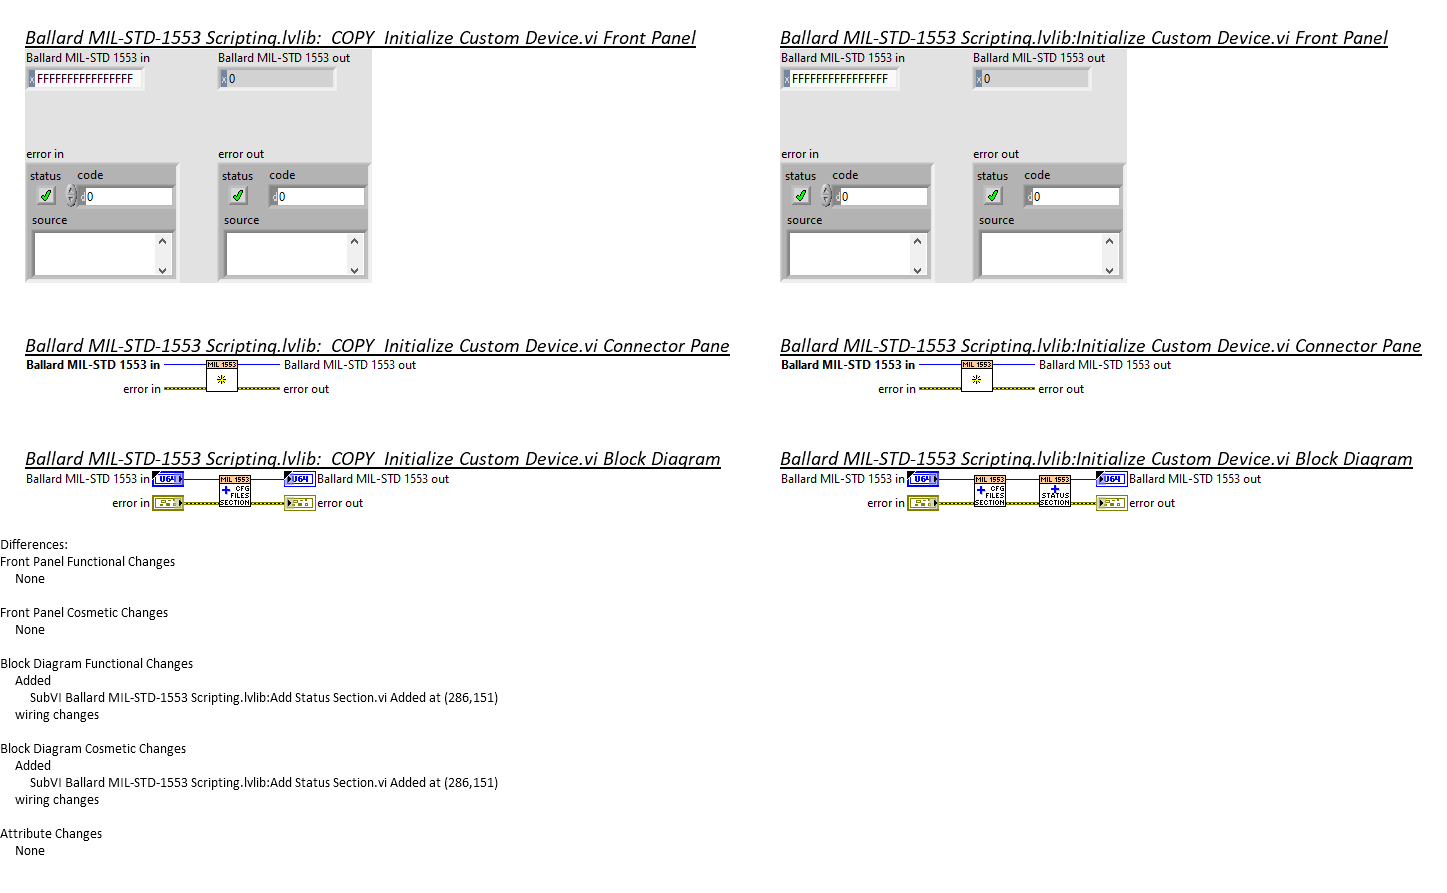 Ballard MIL-STD-1553 Scripting.lvlib:  COPY  Initialize Custom Device.vi Front Panel
Ballard MIL-STD 1553 in
Ballard MIL-STD 1553 out
x FFFFFFFFFFFFFFFF
x 0
error in
error out
status
code
status
code
d 0
d 0
source
source
Ballard MIL-STD-1553 Scripting.lvlib:Initialize Custom Device.vi Front Panel
Ballard MIL-STD 1553 in
Ballard MIL-STD 1553 out
x FFFFFFFFFFFFFFFF
x 0
error in
error out
status
code
status
code
d 0
d 0
source
source
Ballard MIL-STD-1553 Scripting.lvlib:  COPY  Initialize Custom Device.vi Connector Pane
Ballard MIL-STD 1553 in
MIL 1553
Ballard MIL-STD 1553 out
error in
error out
Ballard MIL-STD-1553 Scripting.lvlib:Initialize Custom Device.vi Connector Pane
Ballard MIL-STD 1553 in
MIL 1553
Ballard MIL-STD 1553 out
error in
error out
Ballard MIL-STD-1553 Scripting.lvlib:  COPY  Initialize Custom Device.vi Block Diagram
Ballard MIL-STD 1553 in
U64
MIL 1553
+ CFG
FILES
SECTION
U64
Ballard MIL-STD 1553 out
error in
error out
Ballard MIL-STD-1553 Scripting.lvlib:Initialize Custom Device.vi Block Diagram
Ballard MIL-STD 1553 in
U64
MIL 1553
+ CFG
FILES
SECTION
MIL 1553
+
STATUS
SECTION
U64
Ballard MIL-STD 1553 out
error in
error out
Differences:
Front Panel Functional Changes
None
Front Panel Cosmetic Changes
None
Block Diagram Functional Changes
Added
SubVI Ballard MIL-STD-1553 Scripting.lvlib:Add Status Section.vi Added at (286,151)
wiring changes
Block Diagram Cosmetic Changes
Added
SubVI Ballard MIL-STD-1553 Scripting.lvlib:Add Status Section.vi Added at (286,151)
wiring changes
Attribute Changes
None